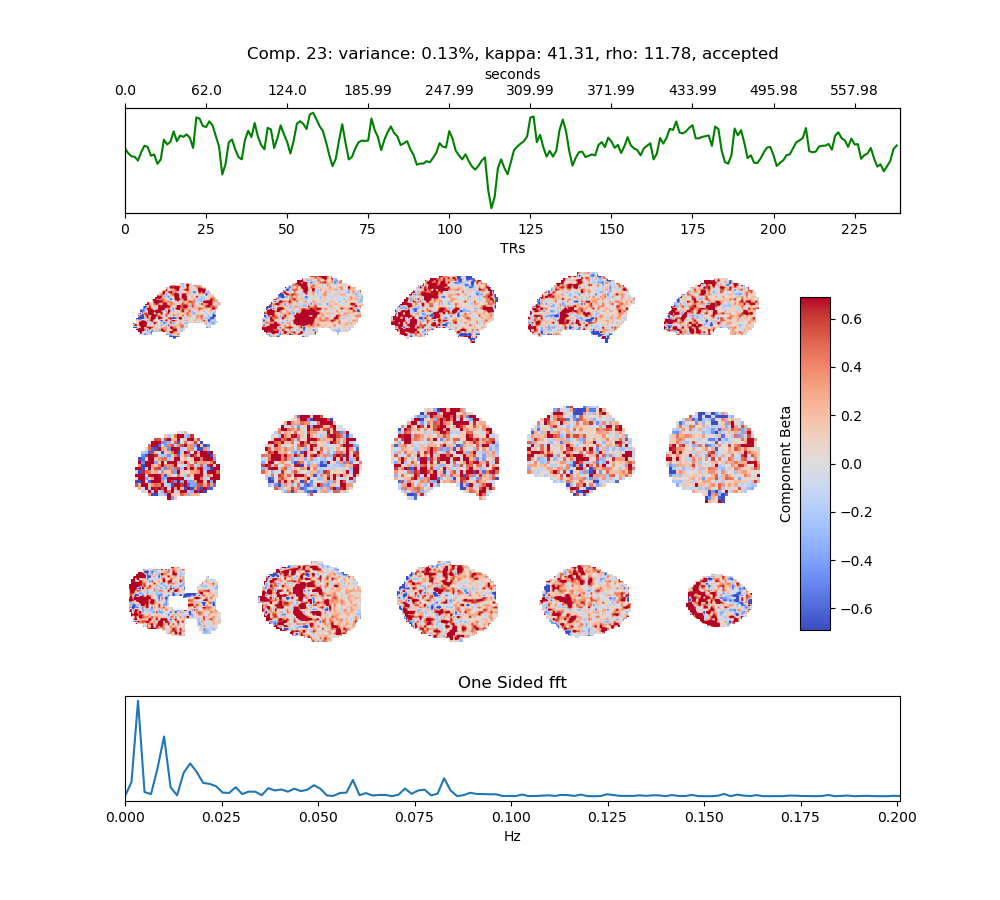 Comp. 23: variance: 0.13%, kappa: 41.31, rho: 11.78, accepted
seconds
0.0 62.0 124.0 185.99 247.99 309.99 371.99 433.99 495.98 557.98
0 25 50 75 100 125 150 175 200 225
TRs
0.6
0.4
0.2
0.0
−0.2
−0.4
−0.6
Component Beta
One Sided fft
0.000 0.025 0.050 0.075 0.100 0.125 0.150 0.175 0.200
Hz